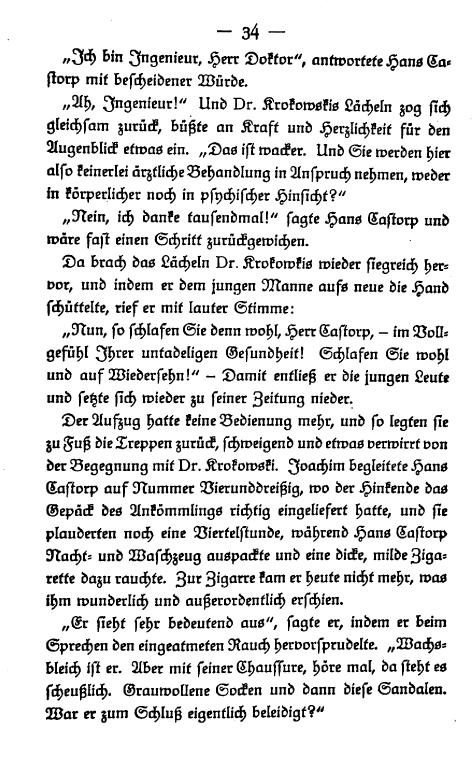 — 34 —
„Ich bin Ingenieur, Herr Doktor“, antwortete Hans Ca-
storp mit bescheidener Würde.
„Ah, Ingenieur!“ Und Dr. Krokowskis Lächeln zog sich
gleichsam zurück, büßte an Kraft und Herzlichkeit für den
Augenblick etwas ein. „Das ist wacker. Und Sie werden hier
also keinerlei ärztliche Behandlung in Anspruch nehmen, weder
in körperlicher noch in psychischer Hinsicht?“
„Nein, ich danke tausendmal!“ sagte Hans Castorp und
wäre fast einen Schritt zurückgewichen.
Da brach das Lächeln Dr. Krokowskis wieder siegreich her-
vor, und indem er dem jungen Manne aufs neue die Hand
schüttelte, rief er mit lauter Stimme:
„Nun, so schlafen Sie denn wohl, Herr Castorp, – im Voll-
gefühl Ihrer untadeligen Gesundheit! Schlafen Sie wohl
und auf Wiedersehn!“ – Damit entließ er die jungen Leute
und setzte sich wieder zu seiner Zeitung nieder.
Der Aufzug hatte keine Bedienung mehr, und so legten sie
zu Fuß die Treppen zurück, schweigend und etwas verwirrt von
der Begegnung mit Dr. Krokowski. Joachim begleitete Hans
Castorp auf Nummer Vierunddreißig, wo der Hinkende das
Gepäck des Ankömmlings richtig eingeliefert hatte, und sie
plauderten noch eine Viertelstunde, während Hans Castorp
Nacht- und Waschzeug auspackte und eine dicke, milde Ziga-
rette dazu rauchte. Zur Zigarre kam er heute nicht mehr, was
ihm wunderlich und außerordentlich erschien.
„Er sieht sehr bedeutend aus“, sagte er, indem er beim
Sprechen den eingeatmeten Rauch hervorsprudelte. „Wachs-
bleich ist er. Aber mit seiner Chaussure, höre mal, da steht es
scheußlich. Grauwollene Socken und dann diese Sandalen.
War er zum Schluß eigentlich beleidigt?“